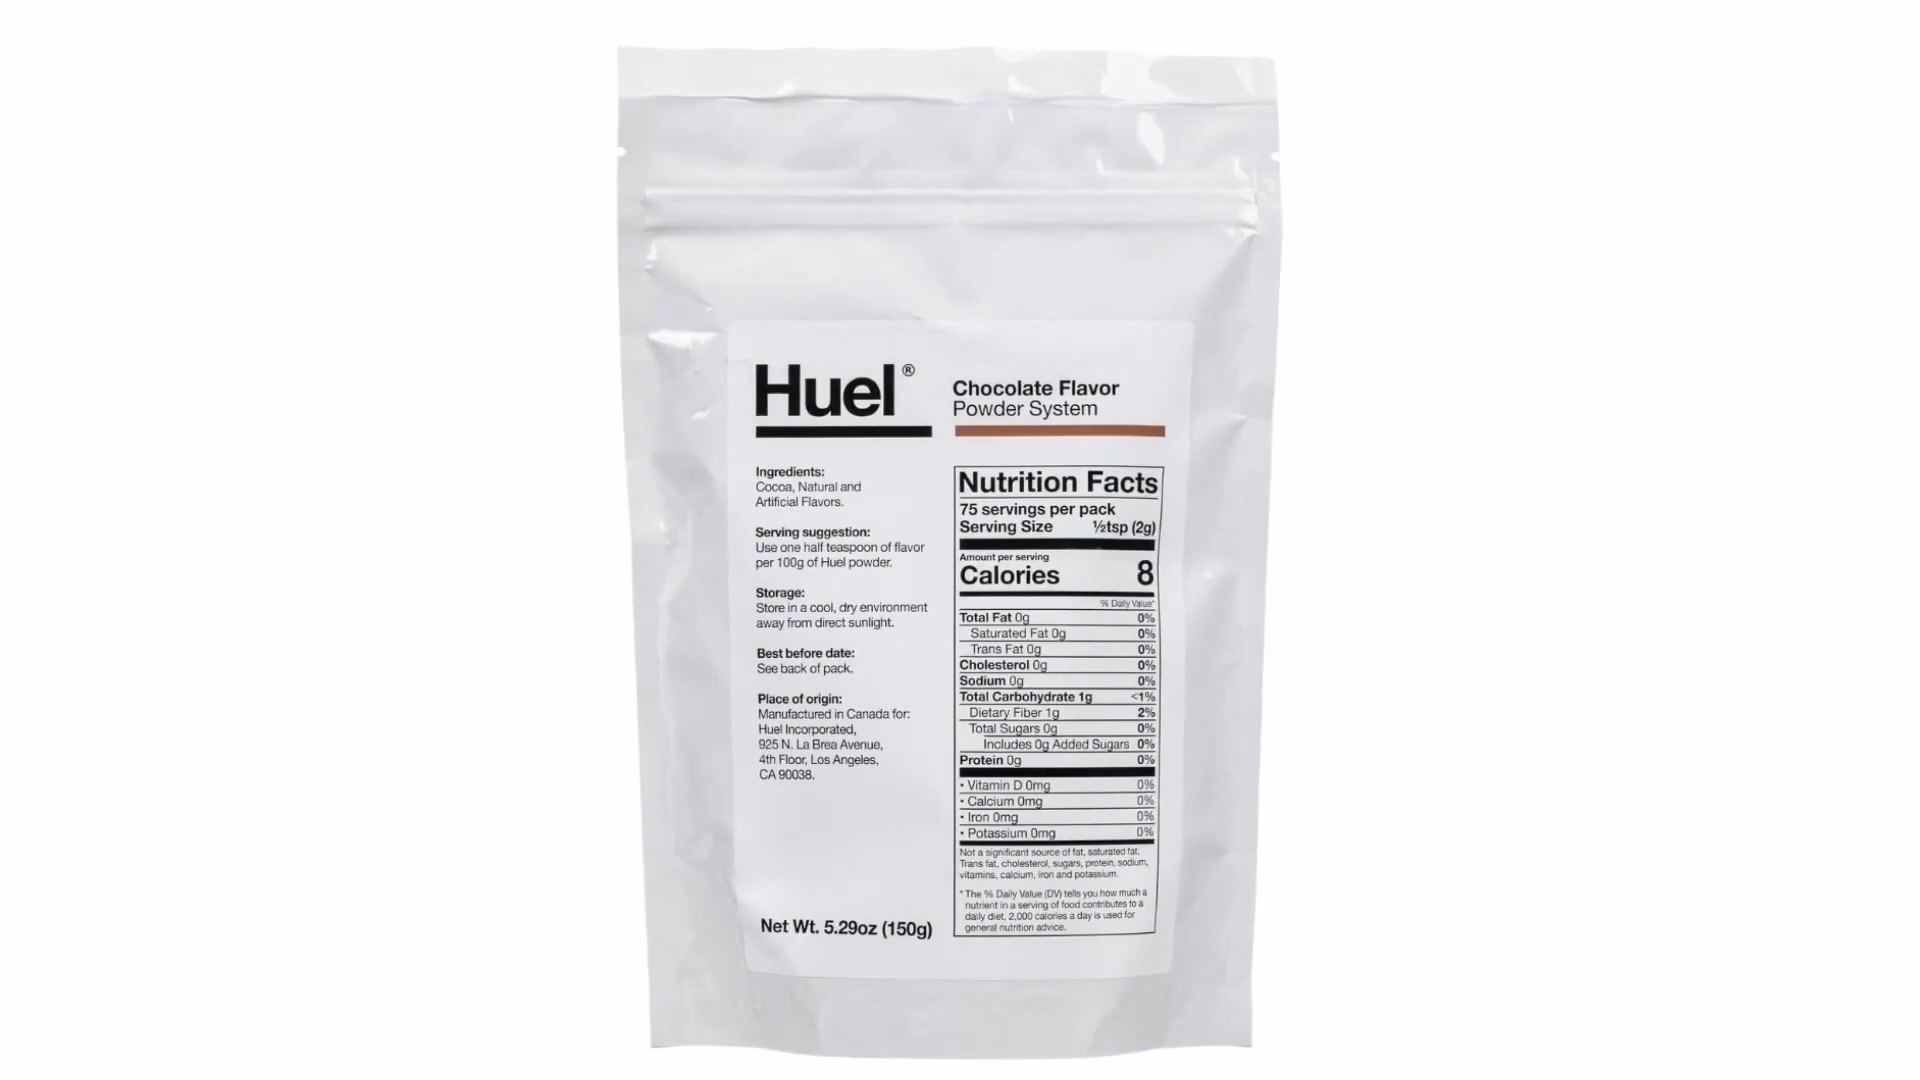 Huel®
Chocolate Flavor
Powder System
Ingredients:
Cocoa, Natural and
Artificial Flavors.
Serving suggestion:
Use one half teaspoon of flavor
per 100g of Huel powder.
Storage:
Store in a cool, dry environment
away from direct sunlight.
Best before date:
See back of pack.
Place of origin:
Manufactured in Canada for:
Huel Incorporated,
925 N. La Brea Avenue,
4th Floor, Los Angeles,
CA 90038.
Net Wt. 5.29oz (150g)
Nutrition Facts
75 servings per pack
Serving Size ½tsp (2g)
Amount per serving
Calories 8
% Daily Value*
Total Fat 0g 0%
Saturated Fat 0g 0%
Trans Fat 0g 0%
Cholesterol 0g 0%
Sodium 0g 0%
Total Carbohydrate 1g <1%
Dietary Fiber 1g 2%
Total Sugars 0g 0%
Includes 0g Added Sugars 0%
Protein 0g 0%
• Vitamin D 0mg 0%
• Calcium 0mg 0%
• Iron 0mg 0%
• Potassium 0mg 0%
Not a significant source of fat, saturated fat,
Trans fat, cholesterol, sugars, protein, sodium,
vitamins, calcium, iron and potassium.
* The % Daily Value (DV) tells you how much a
nutrient in a serving of food contributes to a
daily diet, 2,000 calories a day is used for
general nutrition advice.